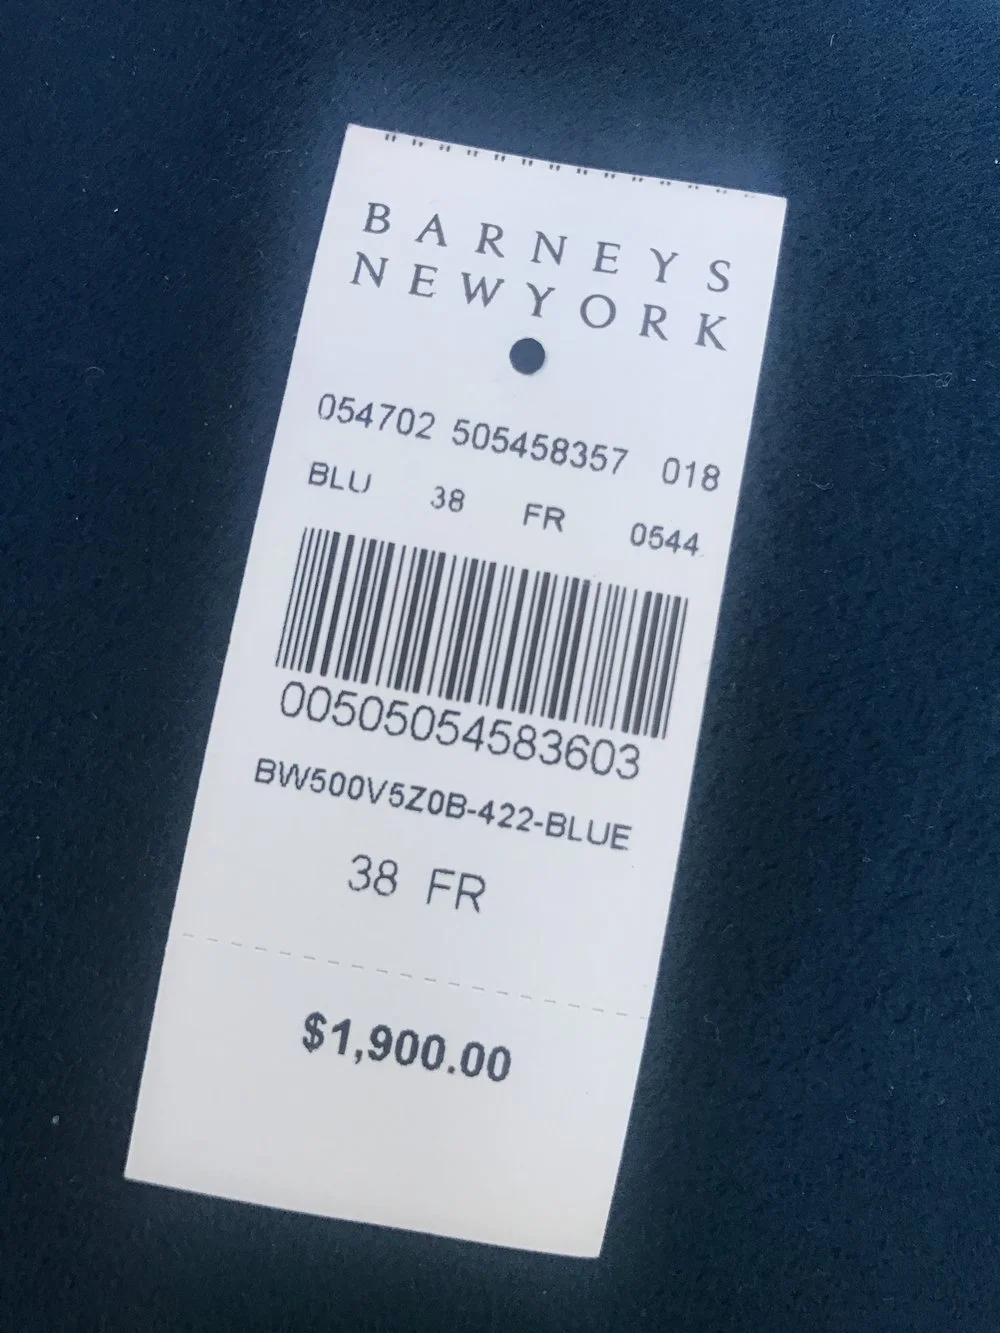 BARNEYS
NEWYORK
054702 505458357 018
BLU 38 FR 0544
00505054583603
BW500V5Z0B-422-BLUE
38 FR
$1,900.00